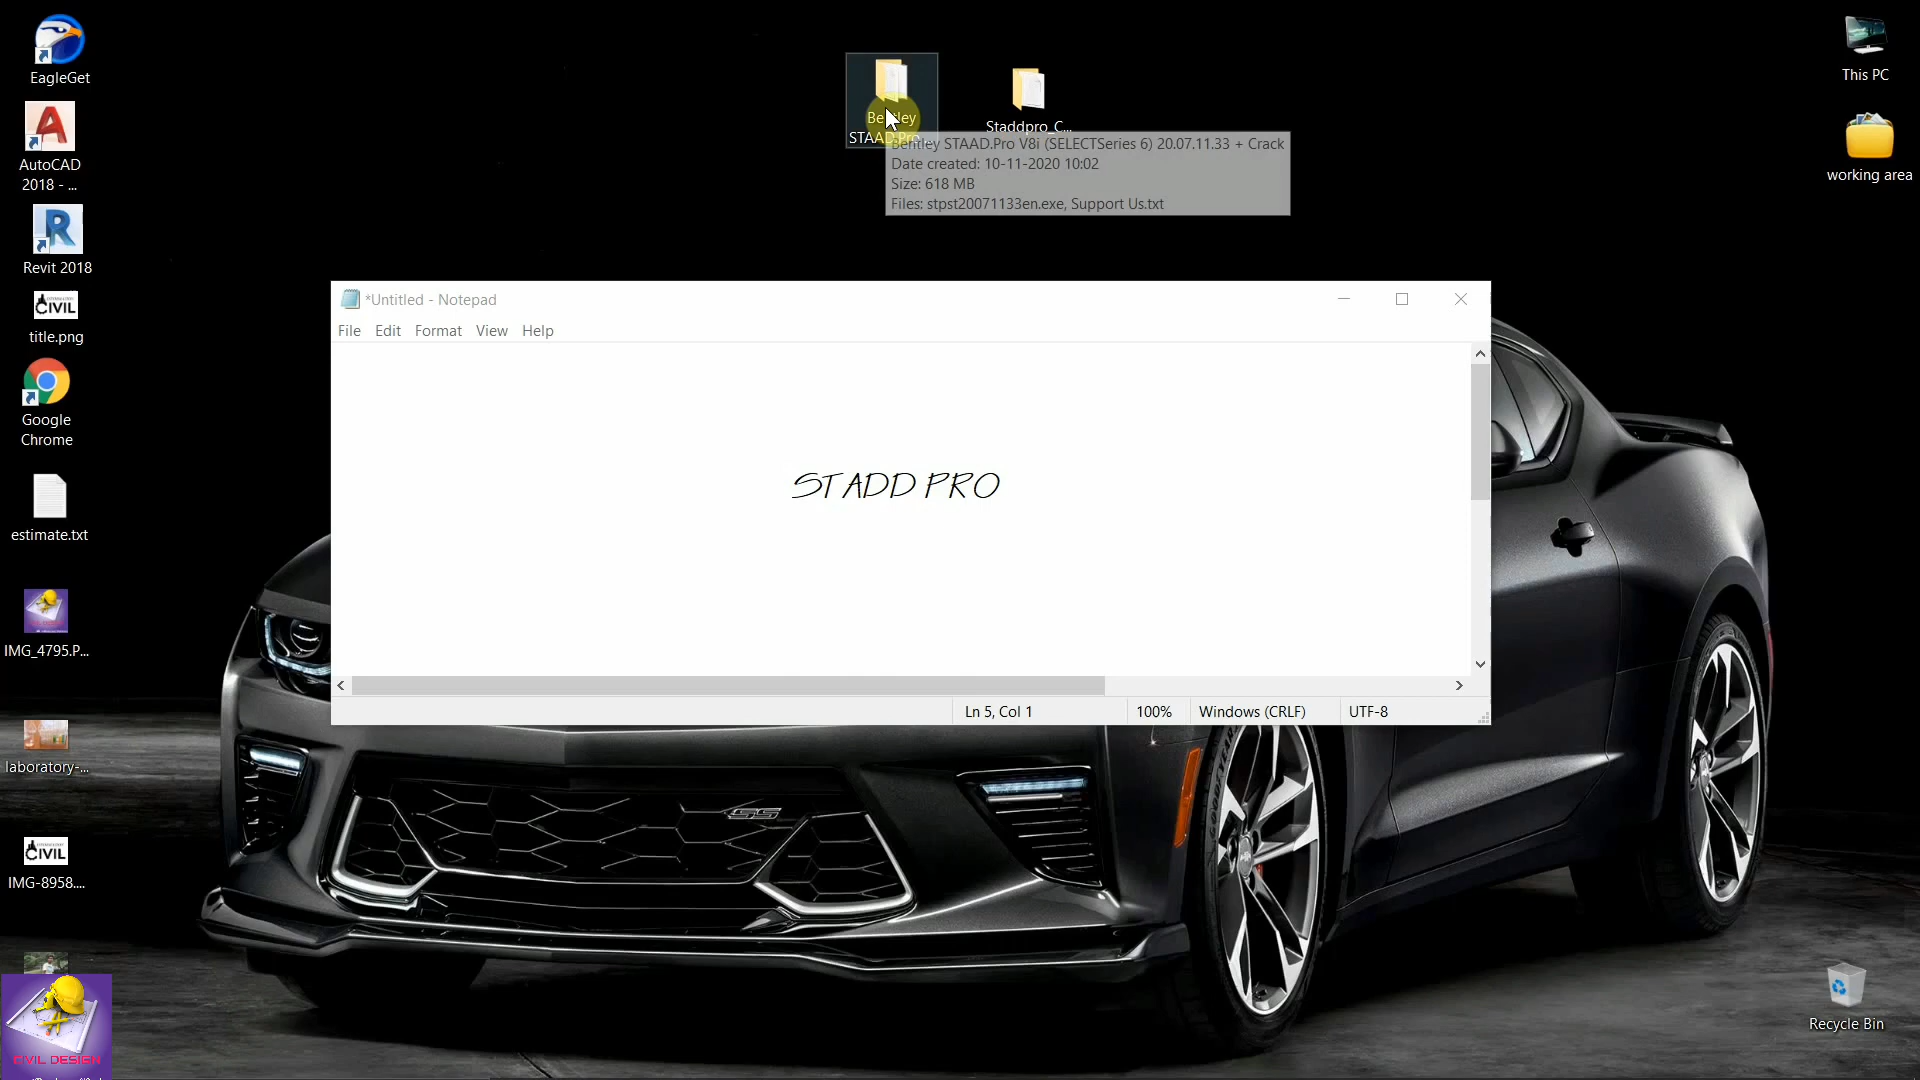 EagleGet
AutoCAD
2018 - ...
Revit 2018
CIVIL
title.png
Google
Chrome
estimate.txt
IMG_4795.P...
laboratory-...
CIVIL
IMG-8958....
CIVIL DESIGN
Bentley
STAAD.Pro
Staddpro_C...
Bentley STAAD.Pro V8i (SELECTSeries 6) 20.07.11.33 + Crack
Date created: 10-11-2020 10:02
Size: 618 MB
Files: stpst20071133en.exe, Support Us.txt
This PC
working area
*Untitled - Notepad
File Edit Format View Help
STADD PRO
Ln 5, Col 1 100% Windows (CRLF) UTF-8
SS
Recycle Bin